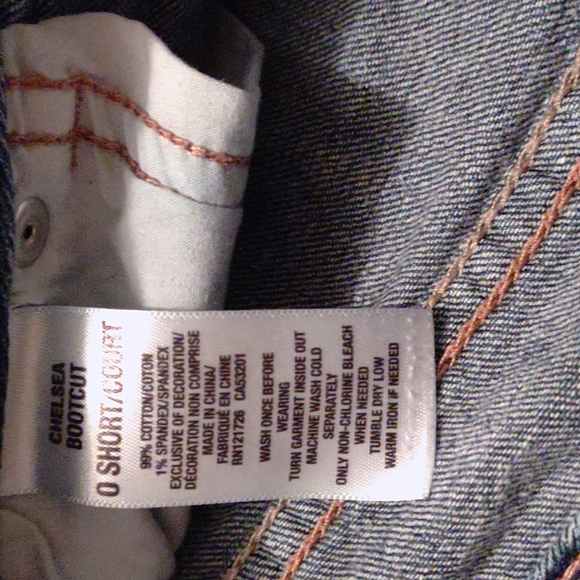 CHELSEA
BOOTCUT
0 SHORT/COURT
99% COTTON/COTON
1% SPANDEX/SPANDEX
EXCLUSIVE OF DECORATION/
DÉCORATION NON COMPRISE
MADE IN CHINA/
FABRIQUÉ EN CHINE
RN121726 CA53201
WASH ONCE BEFORE
WEARING
TURN GARMENT INSIDE OUT
MACHINE WASH COLD
SEPARATELY
ONLY NON-CHLORINE BLEACH
WHEN NEEDED
TUMBLE DRY LOW
WARM IRON IF NEEDED